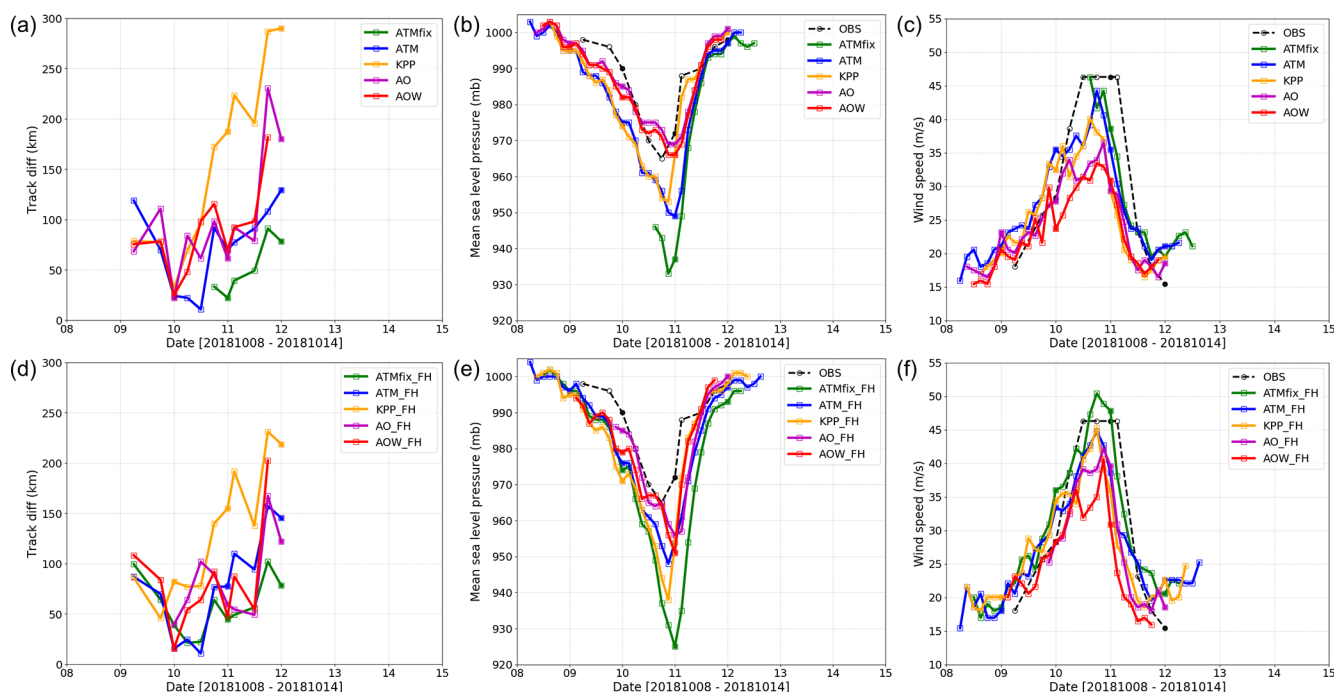 (a)
300
250
200
150
100
50
0
Track diff (km)
08 09 10 11 12 13 14 15
Date [20181008 - 20181014]
ATMfix
ATM
KPP
AO
AOW
(b)
1000
990
980
970
960
950
940
930
920
Mean sea level pressure (mb)
08 09 10 11 12 13 14 15
Date [20181008 - 20181014]
OBS
ATMfix
ATM
KPP
AO
AOW
(c)
55
50
45
40
35
30
25
20
15
10
Wind speed (m/s)
08 09 10 11 12 13 14 15
Date [20181008 - 20181014]
OBS
ATMfix
ATM
KPP
AO
AOW
(d)
300
250
200
150
100
50
0
Track diff (km)
08 09 10 11 12 13 14 15
Date [20181008 - 20181014]
ATMfix_FH
ATM_FH
KPP_FH
AO_FH
AOW_FH
(e)
1000
990
980
970
960
950
940
930
920
Mean sea level pressure (mb)
08 09 10 11 12 13 14 15
Date [20181008 - 20181014]
OBS
ATMfix_FH
ATM_FH
KPP_FH
AO_FH
AOW_FH
(f)
55
50
45
40
35
30
25
20
15
10
Wind speed (m/s)
08 09 10 11 12 13 14 15
Date [20181008 - 20181014]
OBS
ATMfix_FH
ATM_FH
KPP_FH
AO_FH
AOW_FH